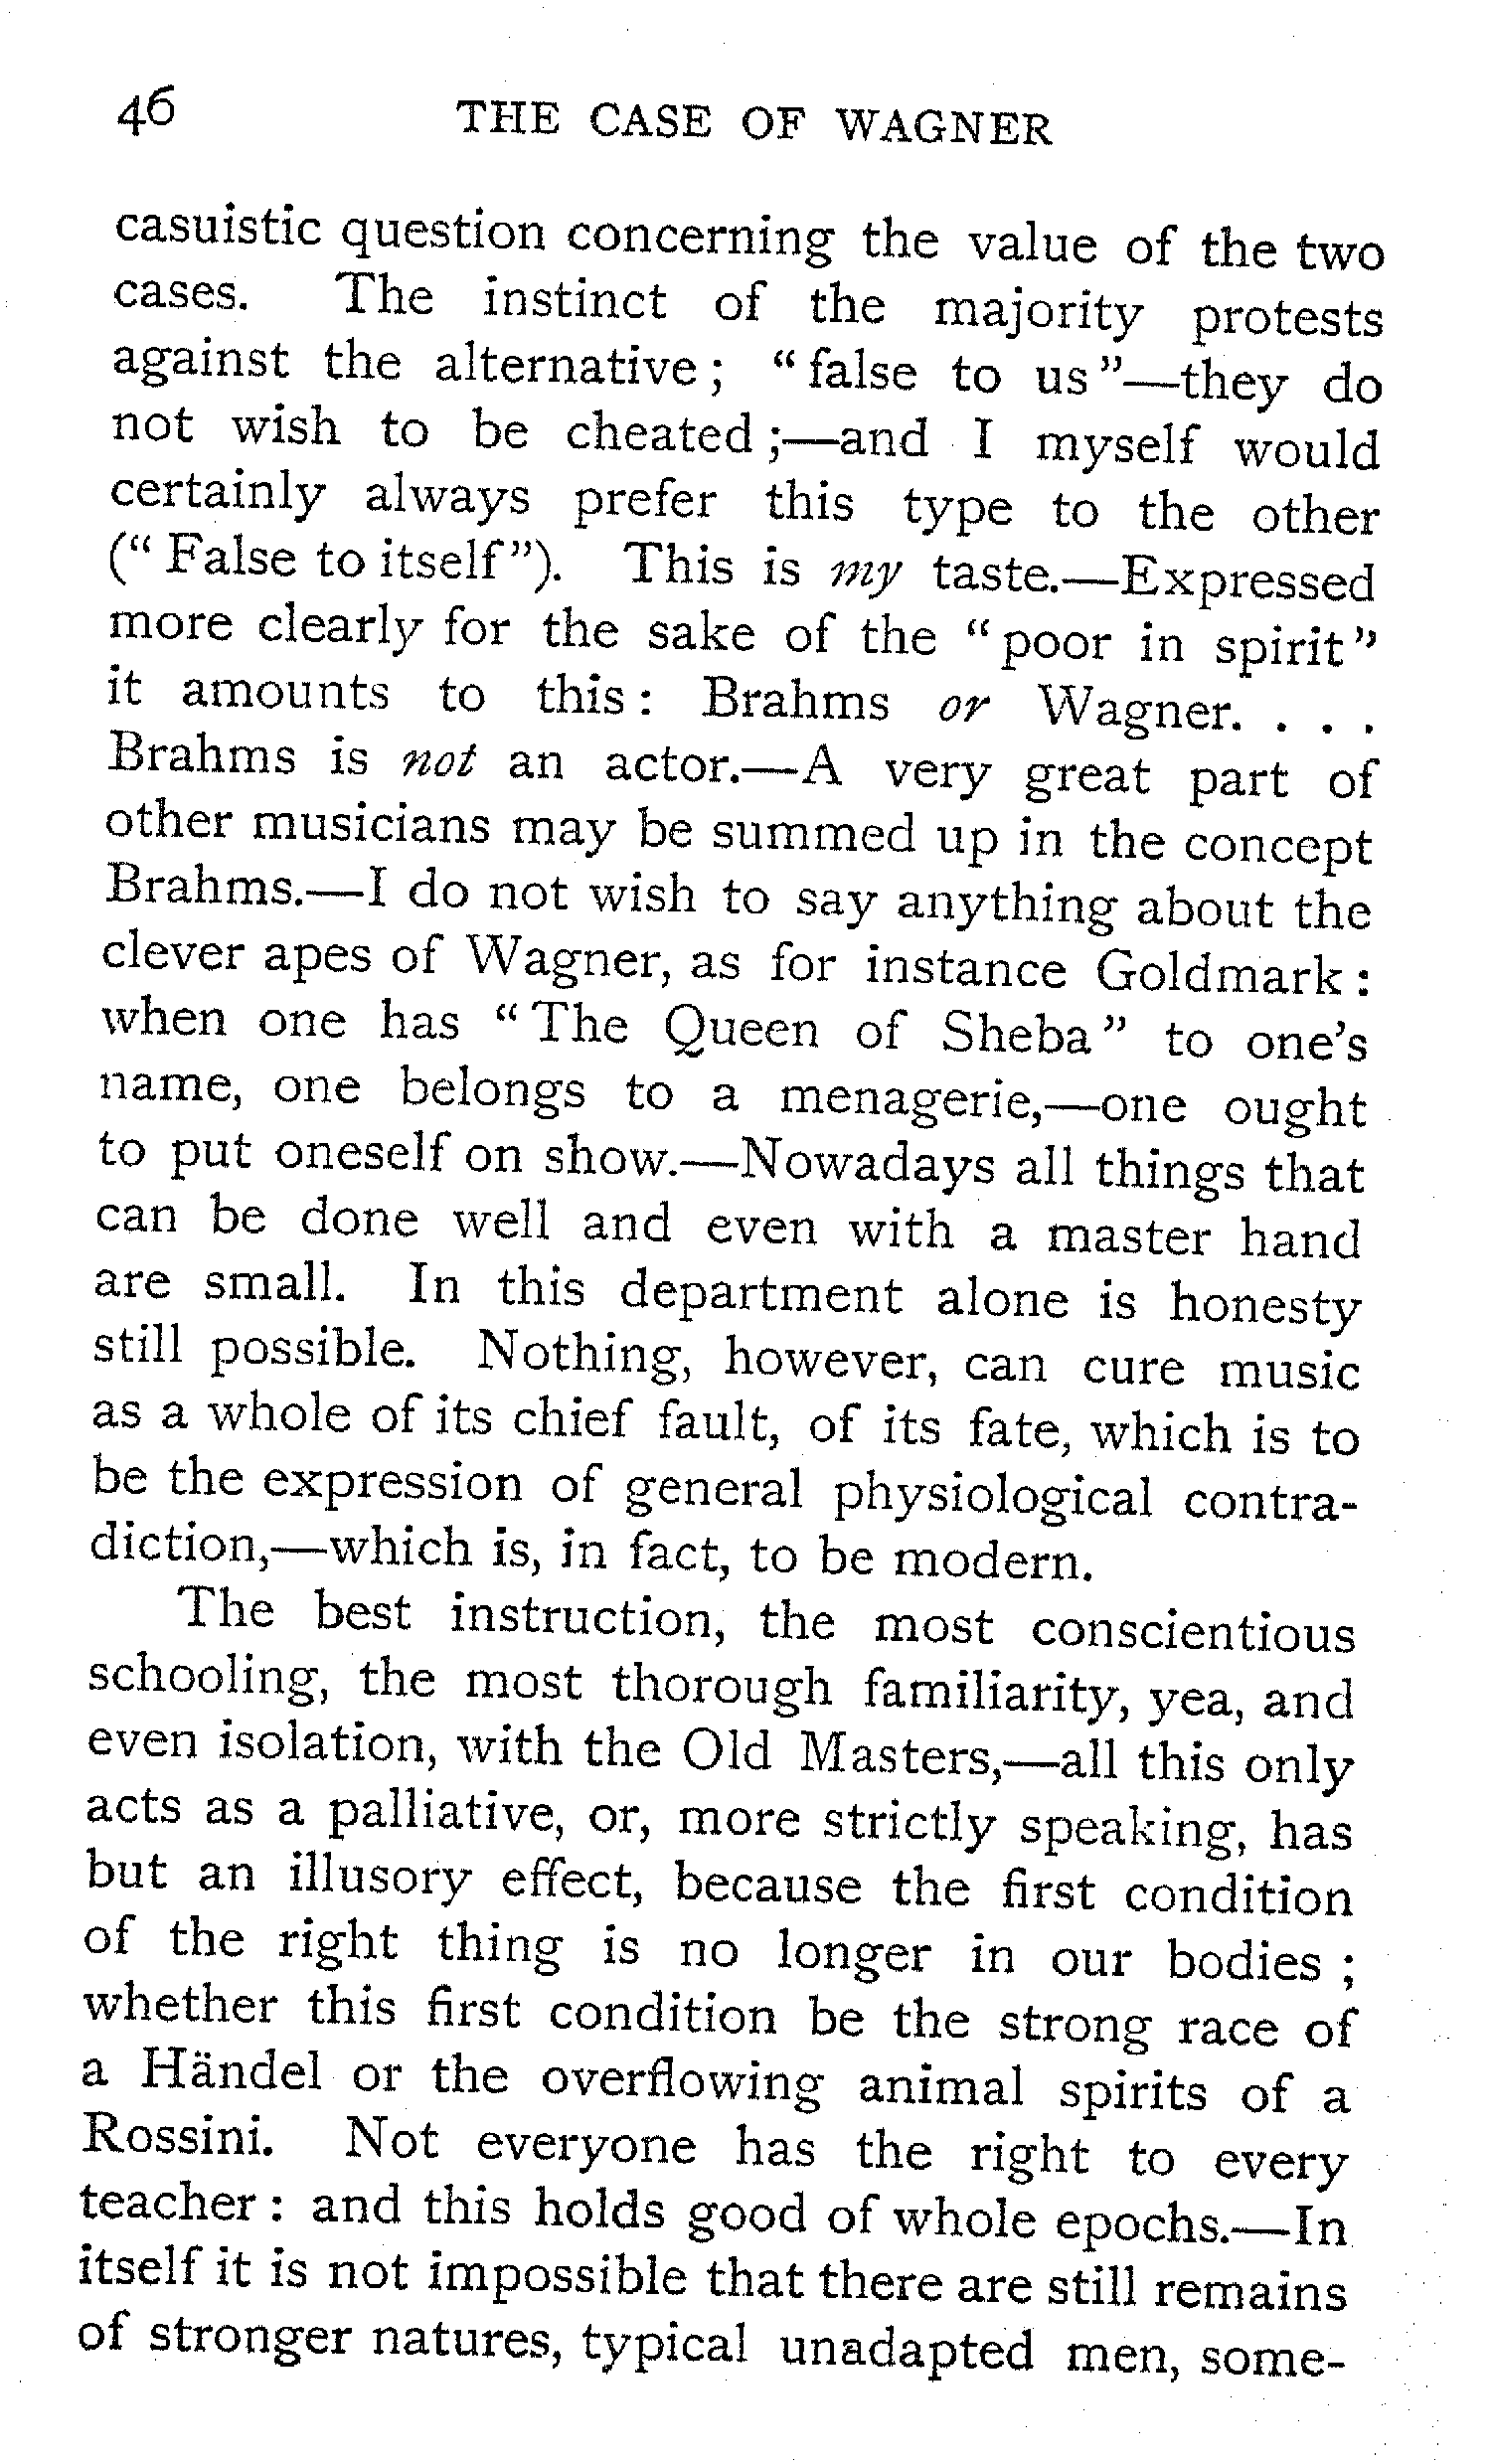 46 THE CASE OF WAGNER
casuistic question concerning the value of the two
cases. The instinct of the majority protests
against the alternative; "false to us"—they do
not wish to be cheated;—and I myself would
certainly always prefer this type to the other
("False to itself"). This is my taste.—Expressed
more clearly for the sake of the "poor in spirit"
it amounts to this: Brahms or Wagner. . . .
Brahms is not an actor.—A very great part of
other musicians may be summed up in the concept
Brahms.—I do not wish to say anything about the
clever apes of Wagner, as for instance Goldmark:
when one has "The Queen of Sheba" to one's
name, one belongs to a menagerie,—one ought
to put oneself on show.—Nowadays all things that
can be done well and even with a master hand
are small. In this department alone is honesty
still possible. Nothing, however, can cure music
as a whole of its chief fault, of its fate, which is to
be the expression of general physiological contra-
diction,—which is, in fact, to be modern.
The best instruction, the most conscientious
schooling, the most thorough familiarity, yea, and
even isolation, with the Old Masters,—all this only
acts as a palliative, or, more strictly speaking, has
but an illusory effect, because the first condition
of the right thing is no longer in our bodies;
whether this first condition be the strong race of
a Händel or the overflowing animal spirits of a
Rossini. Not everyone has the right to every
teacher: and this holds good of whole epochs.—In
itself it is not impossible that there are still remains
of stronger natures, typical unadapted men, some-